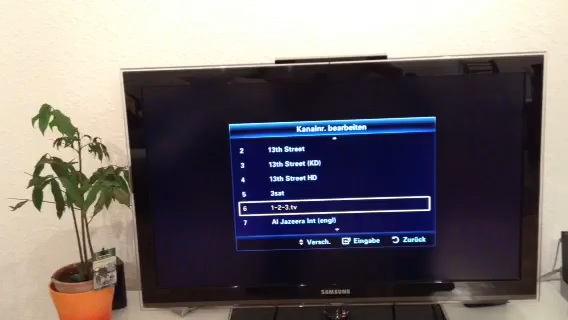 Kanalnr. bearbeiten
2 13th Street
3 13th Street (KD)
4 13th Street HD
5 3sat
6 1-2-3.tv
7 Al Jazeera Int (engl)
Versch. Eingabe Zurück
SAMSUNG